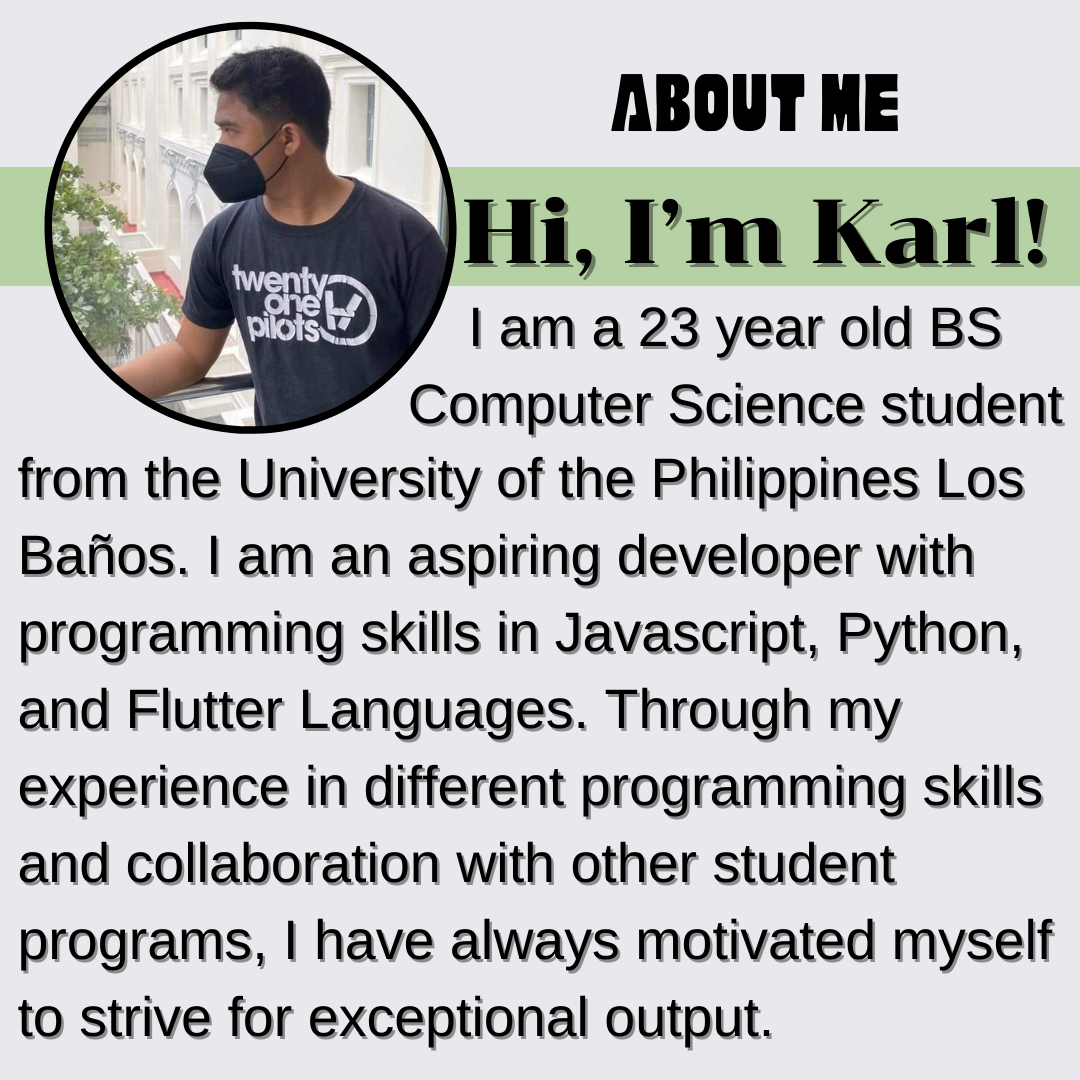 ABOUT ME
Hi, I'm Karl!
twenty
one
pilots
I am a 23 year old BS
Computer Science student
from the University of the Philippines Los
Baños. I am an aspiring developer with
programming skills in Javascript, Python,
and Flutter Languages. Through my
experience in different programming skills
and collaboration with other student
programs, I have always motivated myself
to strive for exceptional output.